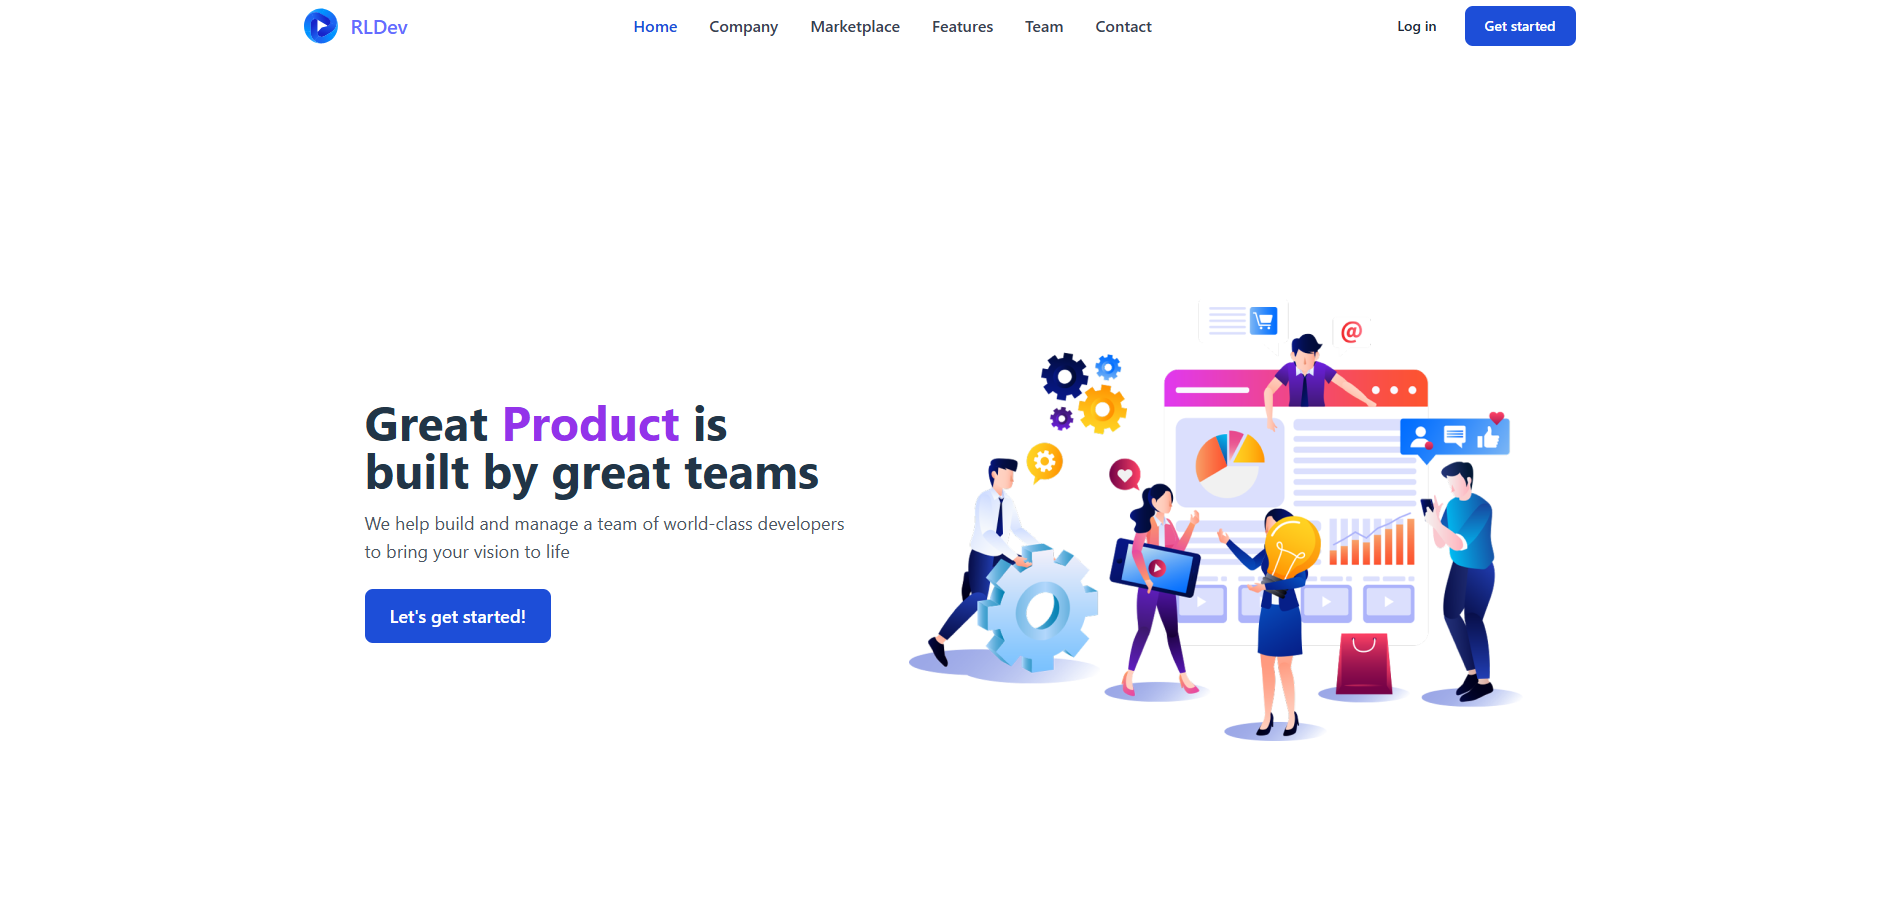 RLDev
Home Company Marketplace Features Team Contact
Log in
Get started
Great Product is
built by great teams
We help build and manage a team of world-class developers
to bring your vision to life
Let's get started!
@